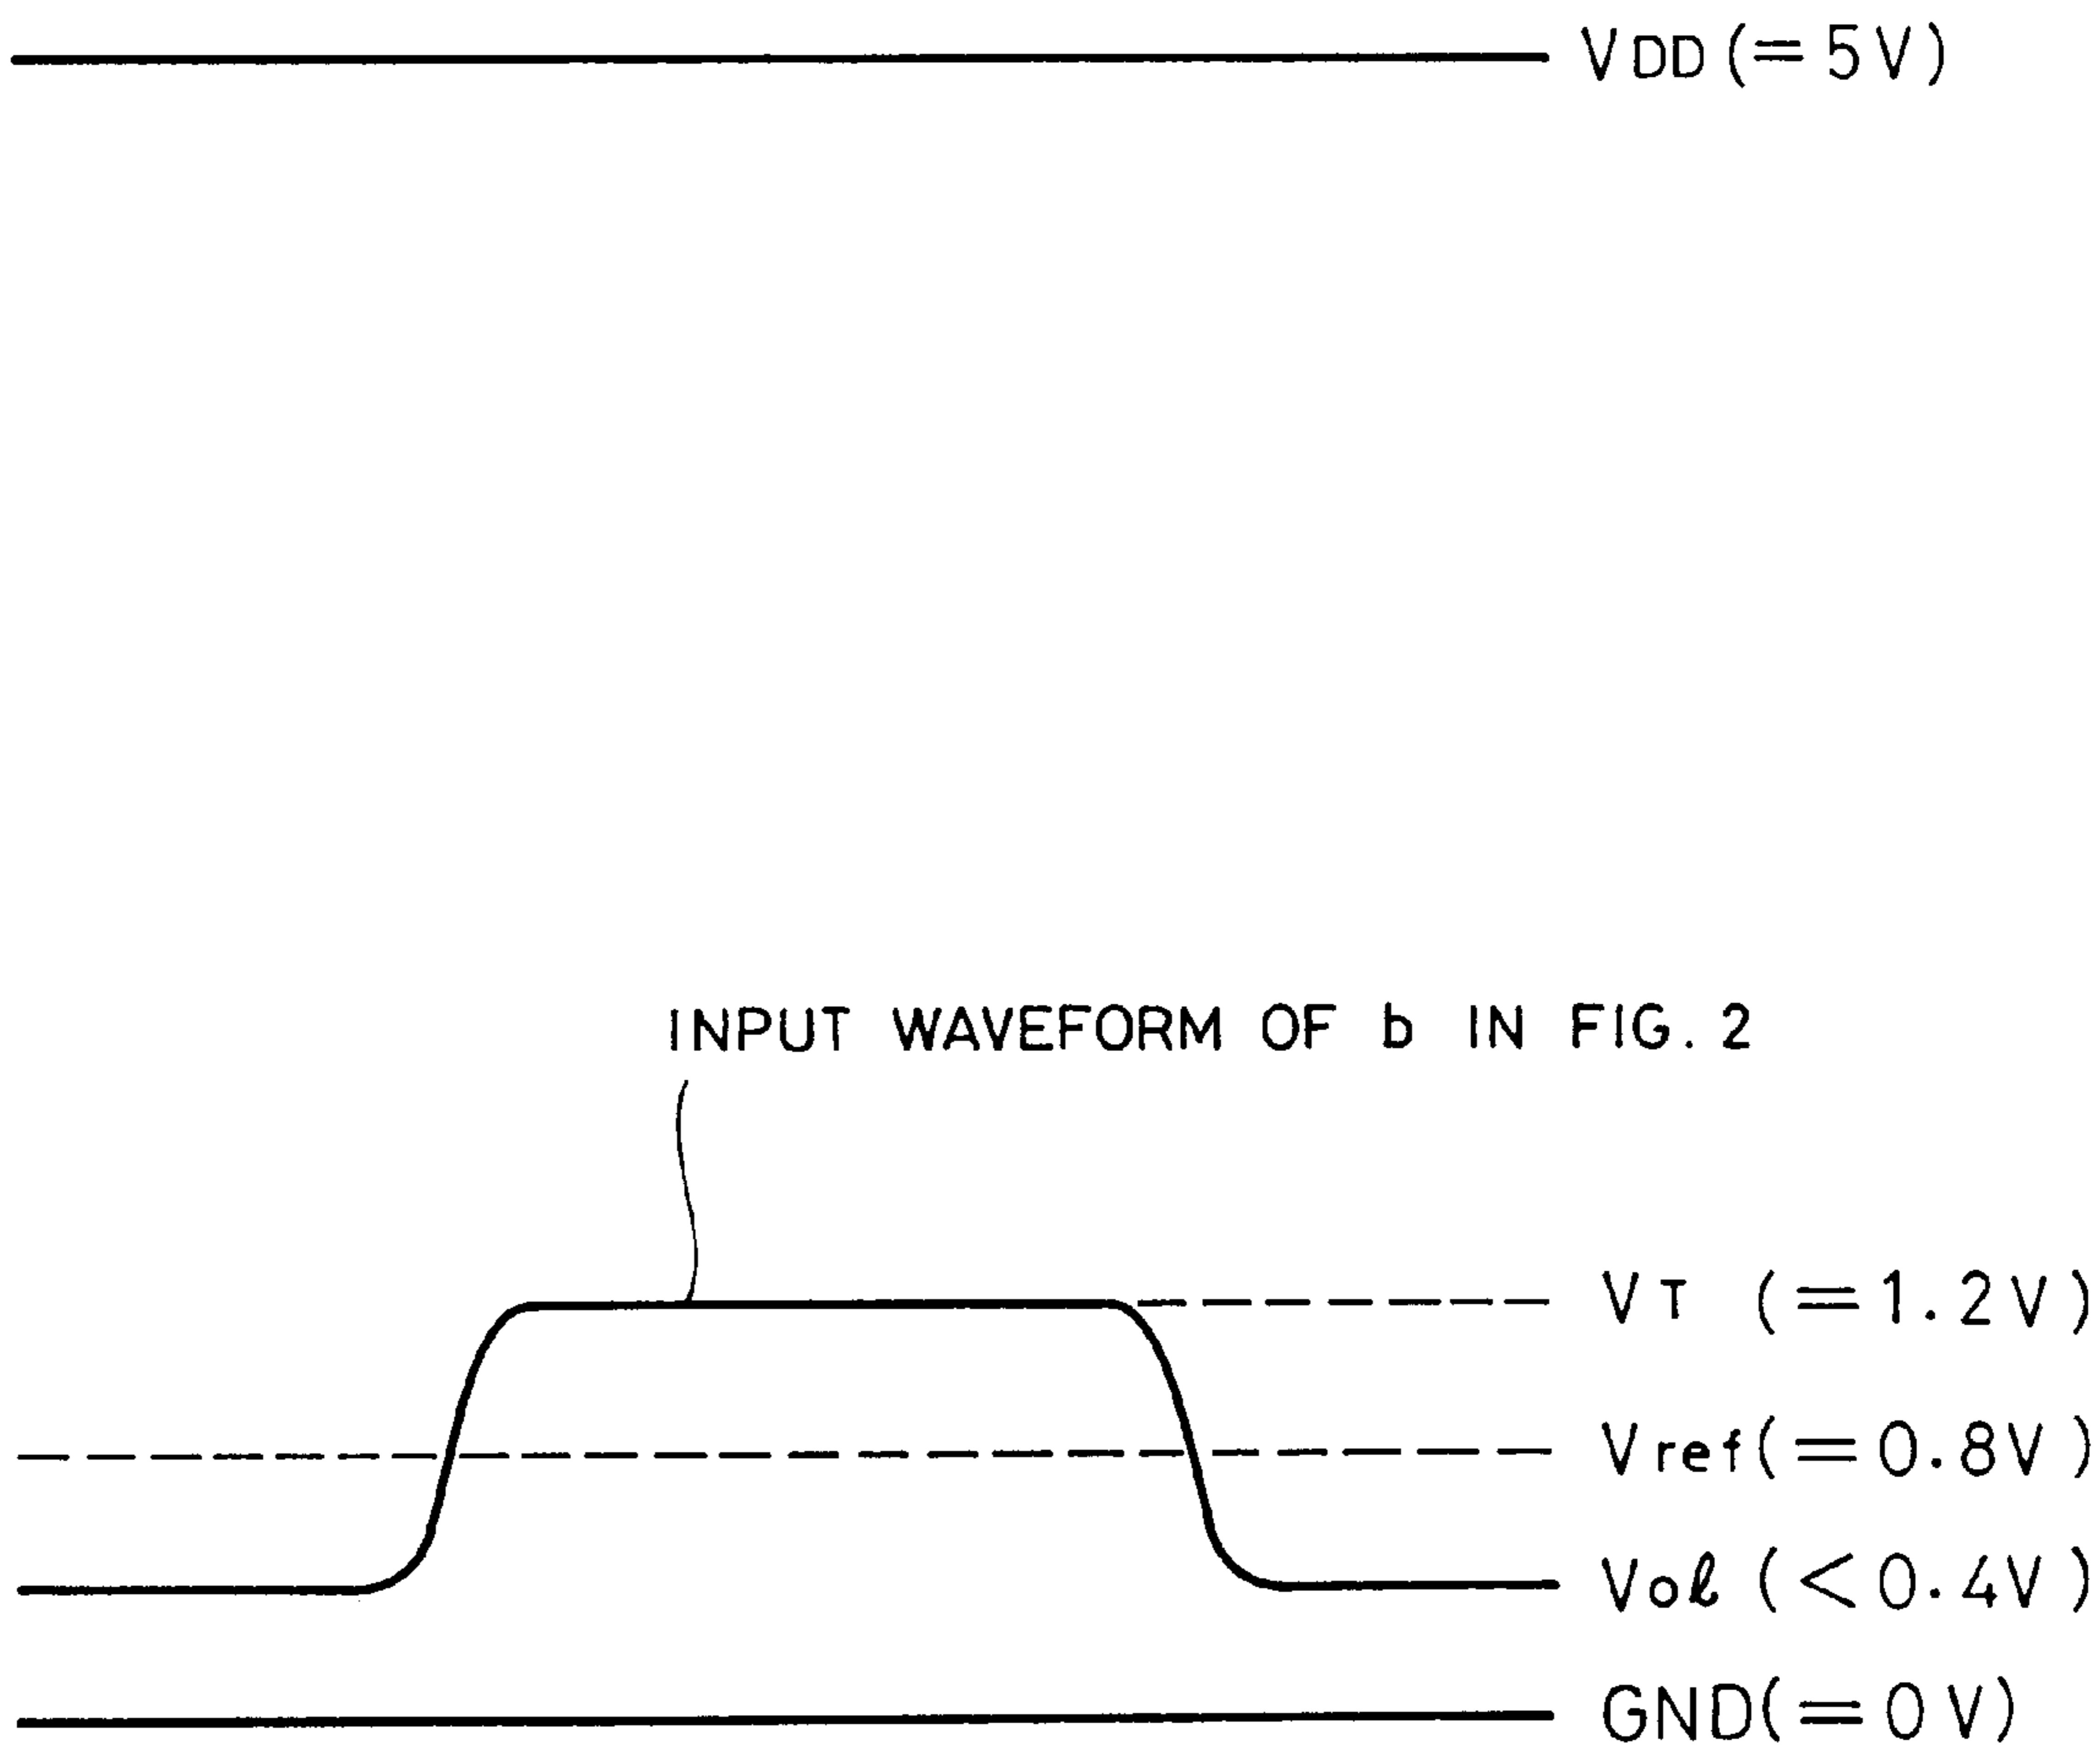 VDD(=5V)
INPUT WAVEFORM OF b IN FIG. 2
VT (=1.2V)
Vref(=0.8V)
Voℓ(<0.4V)
GND(=0V)